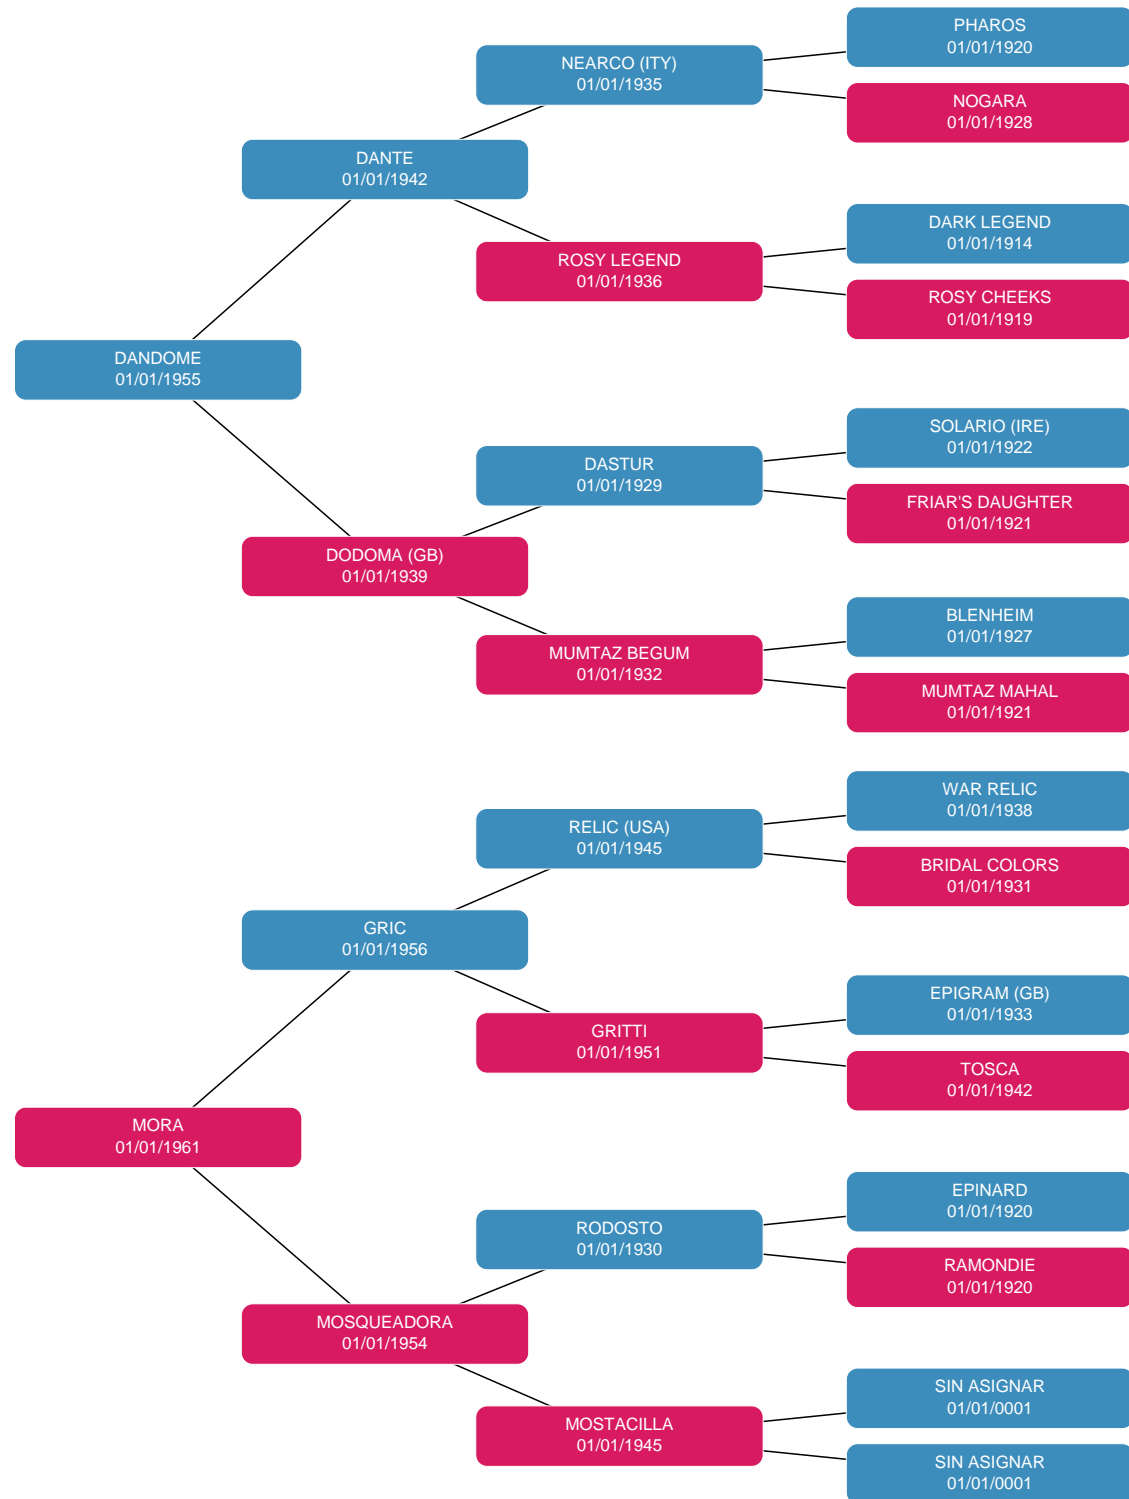 PHAROS
01/01/1920
NEARCO (ITY)
01/01/1935
NOGARA
01/01/1928
DANTE
01/01/1942
DARK LEGEND
01/01/1914
ROSY LEGEND
01/01/1936
ROSY CHEEKS
01/01/1919
DANDOME
01/01/1955
SOLARIO (IRE)
01/01/1922
DASTUR
01/01/1929
FRIAR'S DAUGHTER
01/01/1921
DODOMA (GB)
01/01/1939
BLENHEIM
01/01/1927
MUMTAZ BEGUM
01/01/1932
MUMTAZ MAHAL
01/01/1921
WAR RELIC
01/01/1938
RELIC (USA)
01/01/1945
BRIDAL COLORS
01/01/1931
GRIC
01/01/1956
EPIGRAM (GB)
01/01/1933
GRITTI
01/01/1951
TOSCA
01/01/1942
MORA
01/01/1961
EPINARD
01/01/1920
RODOSTO
01/01/1930
RAMONDIE
01/01/1920
MOSQUEADORA
01/01/1954
SIN ASIGNAR
01/01/0001
MOSTACILLA
01/01/1945
SIN ASIGNAR
01/01/0001